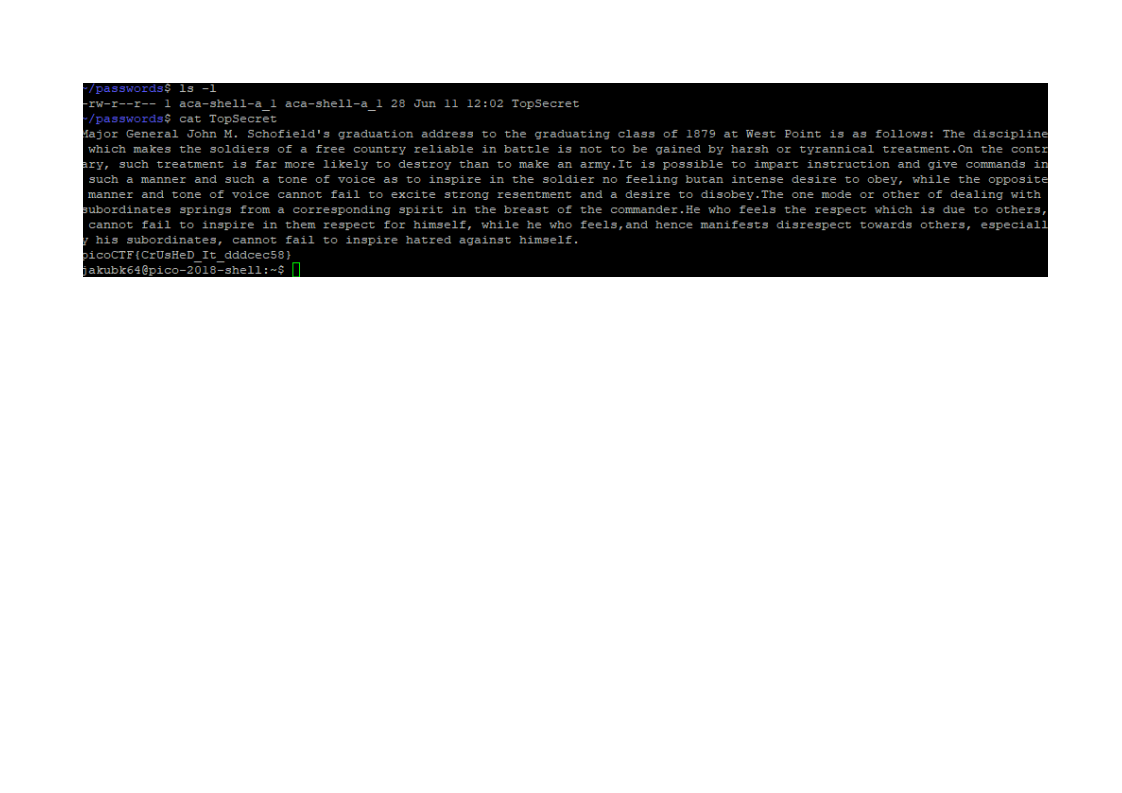 ~/passwords$ ls -l
-rw-r--r-- 1 aca-shell-a_1 aca-shell-a_1 28 Jun 11 12:02 TopSecret
~/passwords$ cat TopSecret
Major General John M. Schofield's graduation address to the graduating class of 1879 at West Point is as follows: The discipline
which makes the soldiers of a free country reliable in battle is not to be gained by harsh or tyrannical treatment.On the contr
ary, such treatment is far more likely to destroy than to make an army.It is possible to impart instruction and give commands in
such a manner and such a tone of voice as to inspire in the soldier no feeling butan intense desire to obey, while the opposite
manner and tone of voice cannot fail to excite strong resentment and a desire to disobey.The one mode or other of dealing with
subordinates springs from a corresponding spirit in the breast of the commander.He who feels the respect which is due to others,
cannot fail to inspire in them respect for himself, while he who feels,and hence manifests disrespect towards others, especiall
y his subordinates, cannot fail to inspire hatred against himself.
picoCTF{CrUsHeD_It_dddcec58}
jakubk64@pico-2018-shell:~$